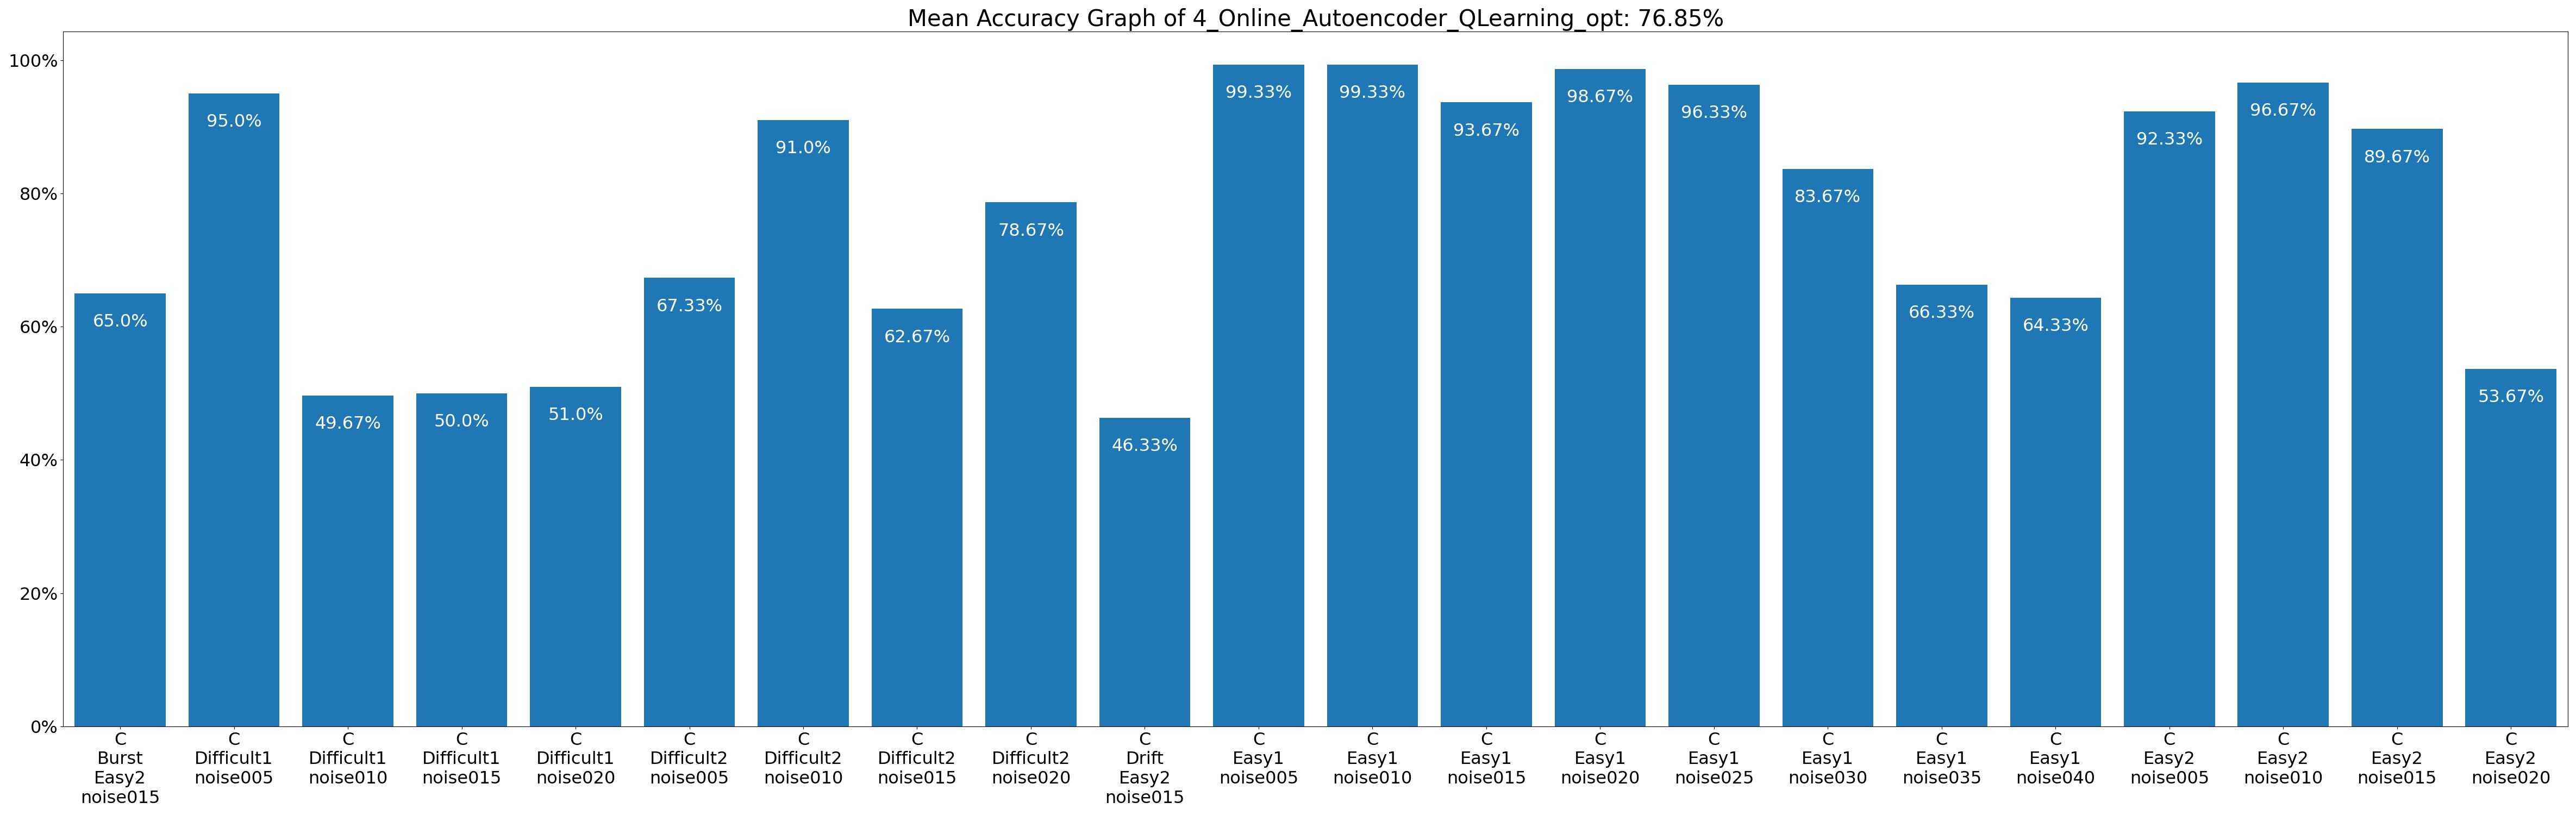 Mean Accuracy Graph of 4_Online_Autoencoder_QLearning_opt: 76.85%
100%
80%
60%
40%
20%
0%
65.0%
95.0%
49.67%
50.0%
51.0%
67.33%
91.0%
62.67%
78.67%
46.33%
99.33%
99.33%
93.67%
98.67%
96.33%
83.67%
66.33%
64.33%
92.33%
96.67%
89.67%
53.67%
C
Burst
Easy2
noise015
C
Difficult1
noise005
C
Difficult1
noise010
C
Difficult1
noise015
C
Difficult1
noise020
C
Difficult2
noise005
C
Difficult2
noise010
C
Difficult2
noise015
C
Difficult2
noise020
C
Drift
Easy2
noise015
C
Easy1
noise005
C
Easy1
noise010
C
Easy1
noise015
C
Easy1
noise020
C
Easy1
noise025
C
Easy1
noise030
C
Easy1
noise035
C
Easy1
noise040
C
Easy2
noise005
C
Easy2
noise010
C
Easy2
noise015
C
Easy2
noise020